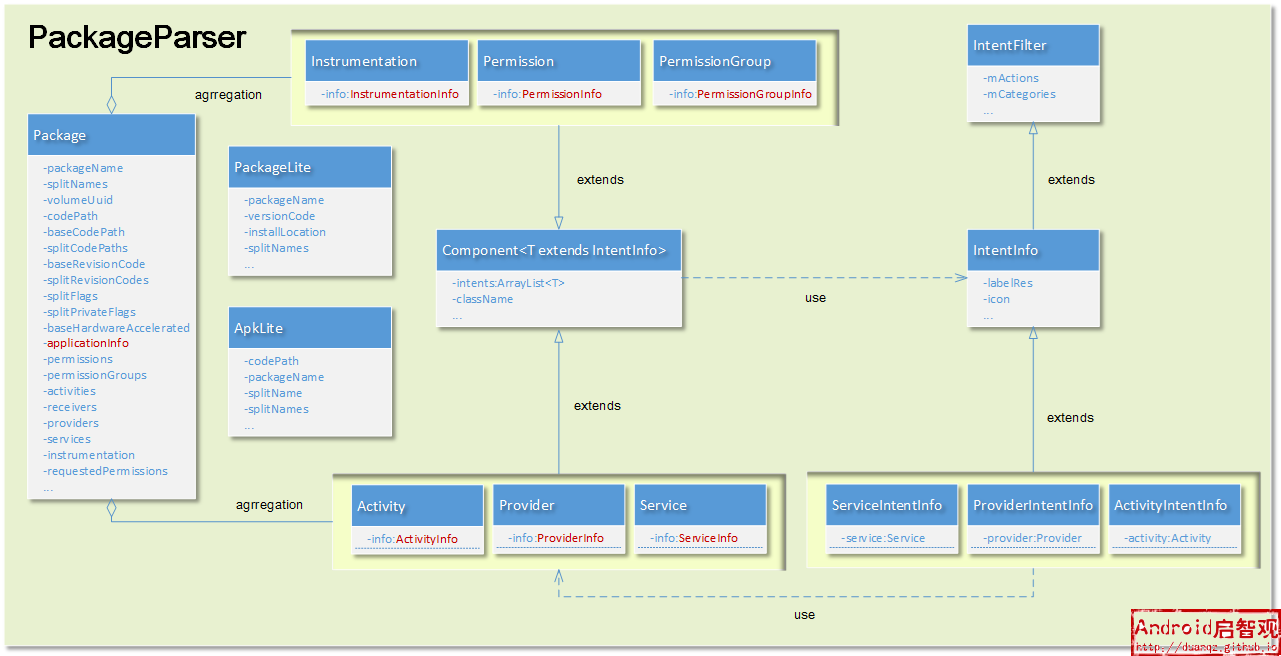 PackageParser
agrregation
Instrumentation
-info:InstrumentationInfo
Permission
-info:PermissionInfo
PermissionGroup
-info:PermissionGroupInfo
IntentFilter
-mActions
-mCategories
...
Package
-packageName
-splitNames
-volumeUuid
-codePath
-baseCodePath
-splitCodePaths
-baseRevisionCode
-splitRevisionCodes
-splitFlags
-splitPrivateFlags
-baseHardwareAccelerated
-applicationInfo
-permissions
-permissionGroups
-activities
-receivers
-providers
-services
-instrumentation
-requestedPermissions
...
PackageLite
-packageName
-versionCode
-installLocation
-splitNames
...
ApkLite
-codePath
-packageName
-splitName
-splitNames
...
extends
extends
Component<T extends IntentInfo>
-intents:ArrayList<T>
-className
...
use
IntentInfo
-labelRes
-icon
...
extends
extends
agrregation
Activity
-info:ActivityInfo
Provider
-info:ProviderInfo
Service
-info:ServiceInfo
ServiceIntentInfo
-service:Service
ProviderIntentInfo
-provider:Provider
ActivityIntentInfo
-activity:Activity
use
Android启智观
http://duanqz.github.io